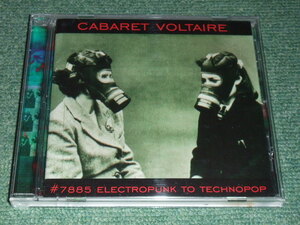 CABARET VOLTAIRE
#7885 ELECTROPUNK TO TECHNOPOP